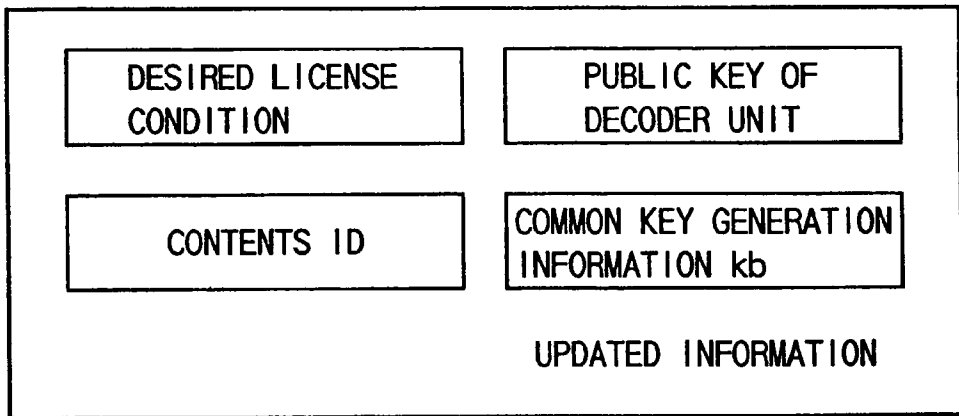 DESIRED LICENSE
CONDITION
PUBLIC KEY OF
DECODER UNIT
CONTENTS ID
COMMON KEY GENERATION
INFORMATION kb
UPDATED INFORMATION